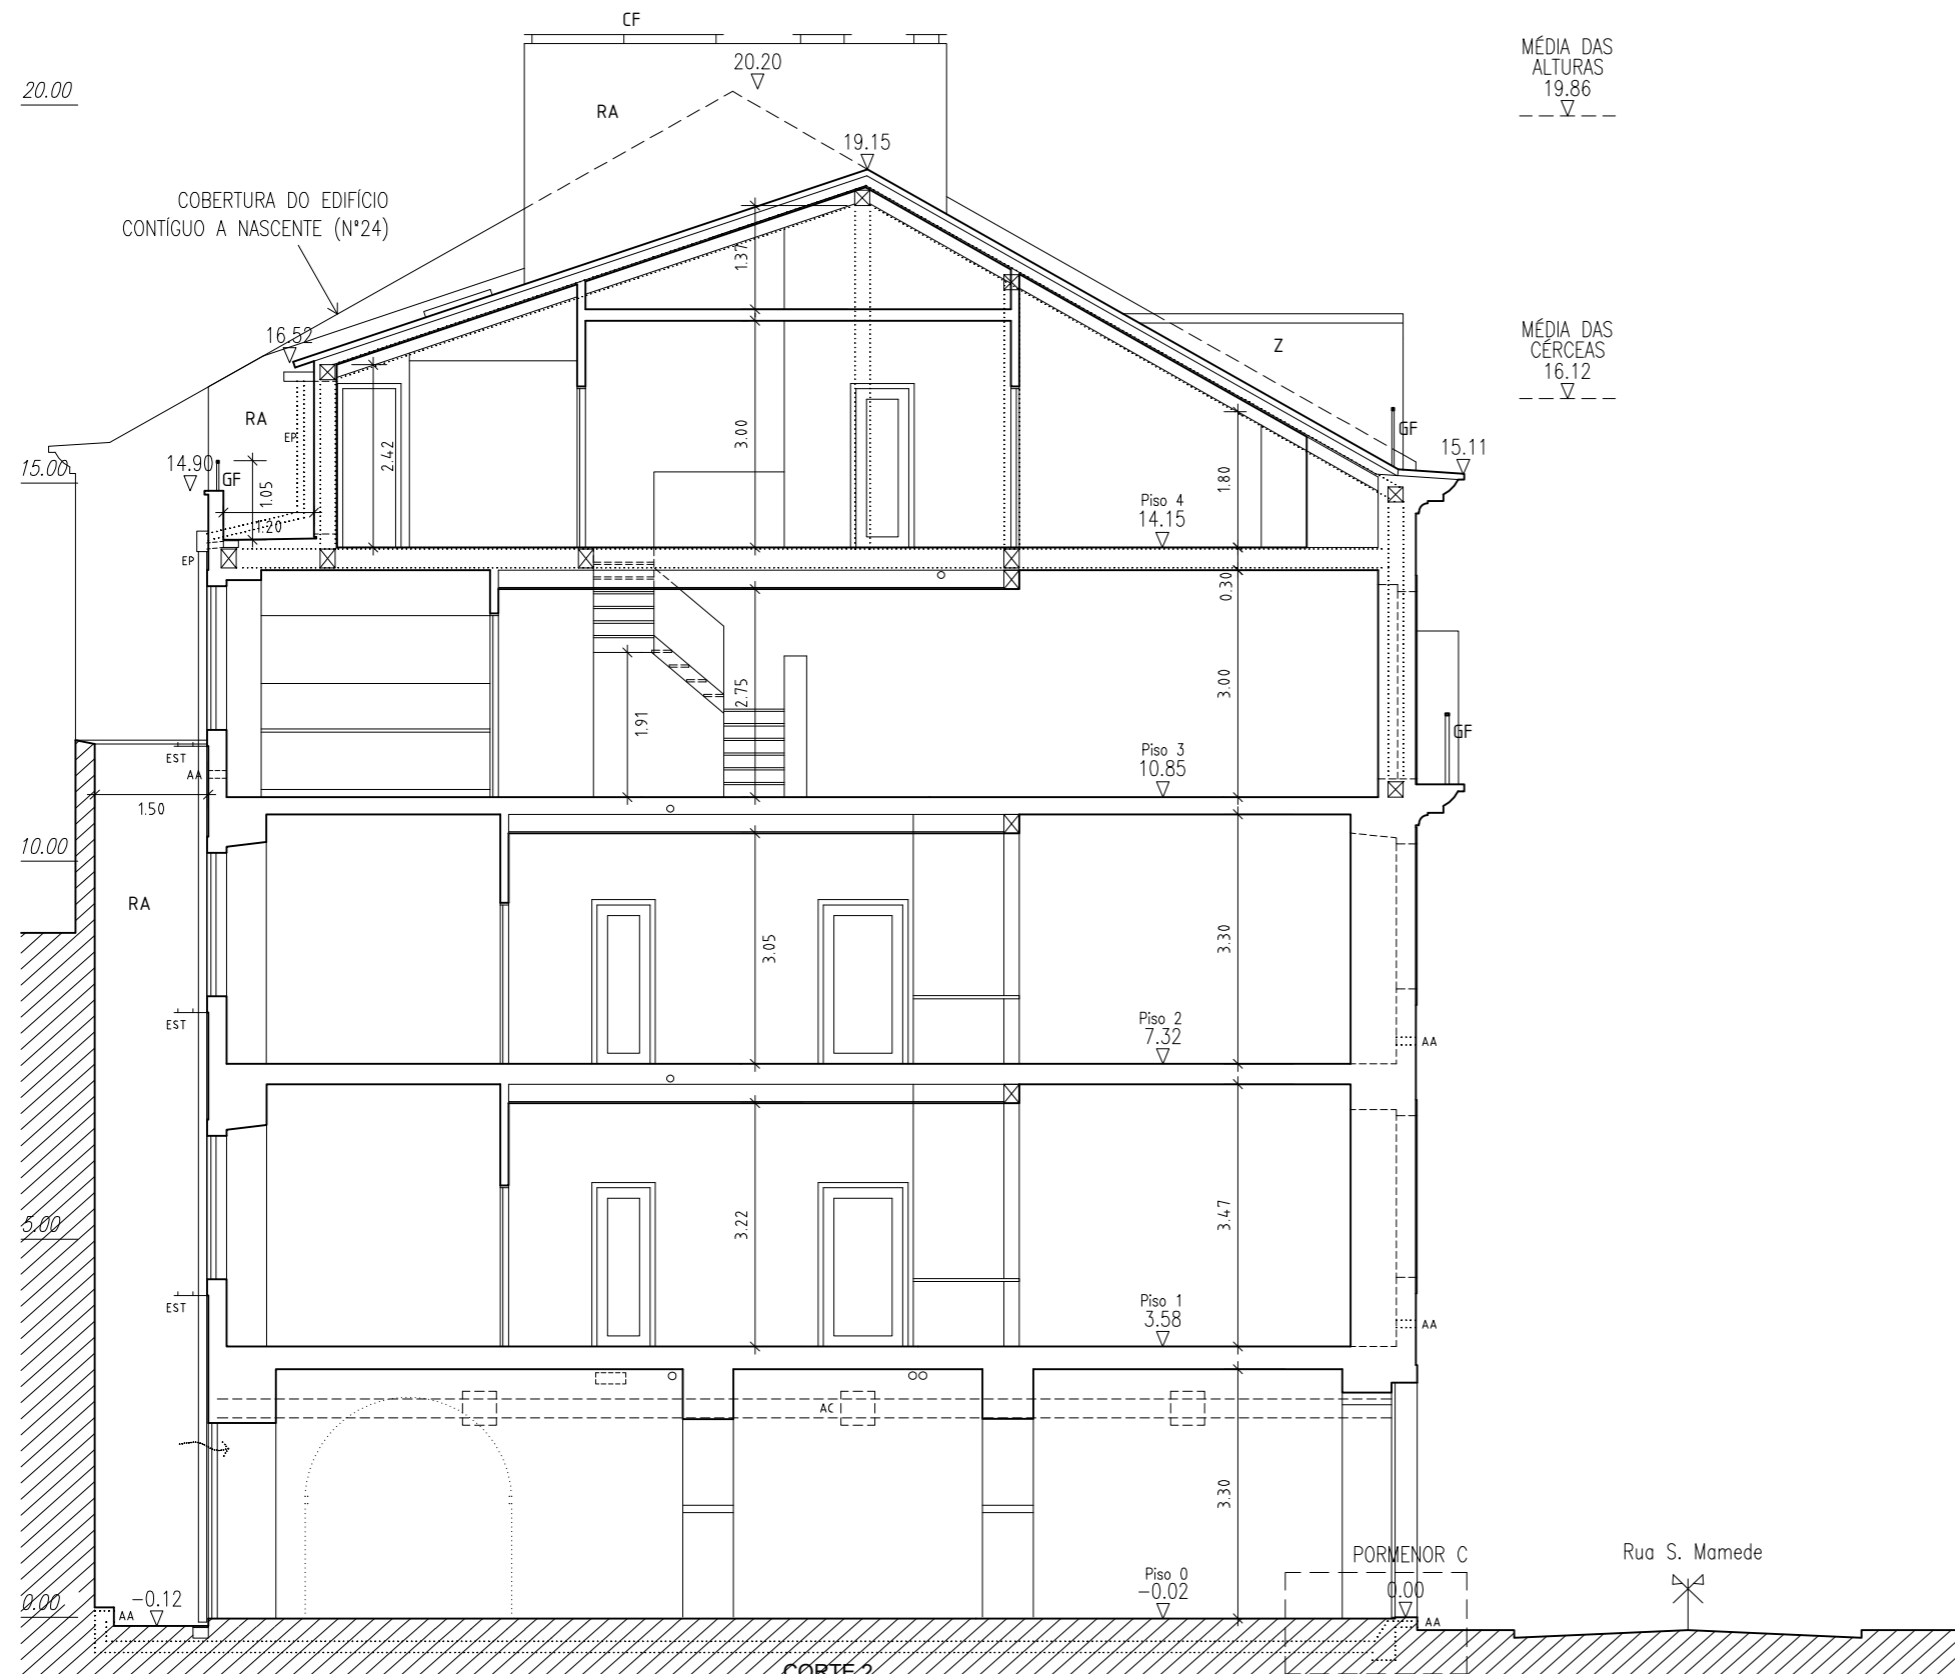 CF
20.20
20.00
RA
MÉDIA DAS
ALTURAS
19.86
19.15
COBERTURA DO EDIFÍCIO
CONTÍGUO A NASCENTE (N°24)
1.37
16.52
Z
MÉDIA DAS
CÉRCEAS
16.12
RA
EP
2.42
3.00
GF
15.11
15.00
14.90
GF
1.05
1.20
1.80
Piso 4
14.15
EP
0.30
2.75
3.00
1.91
GF
EST
AA
Piso 3
10.85
1.50
10.00
RA
3.05
3.30
EST
Piso 2
7.32
AA
5.00
3.22
3.47
EST
Piso 1
3.58
AA
AC
3.30
PORMENOR C
Rua S. Mamede
0.00
-0.12
Piso 0
-0.02
0.00
AA
AA
CORTE 2